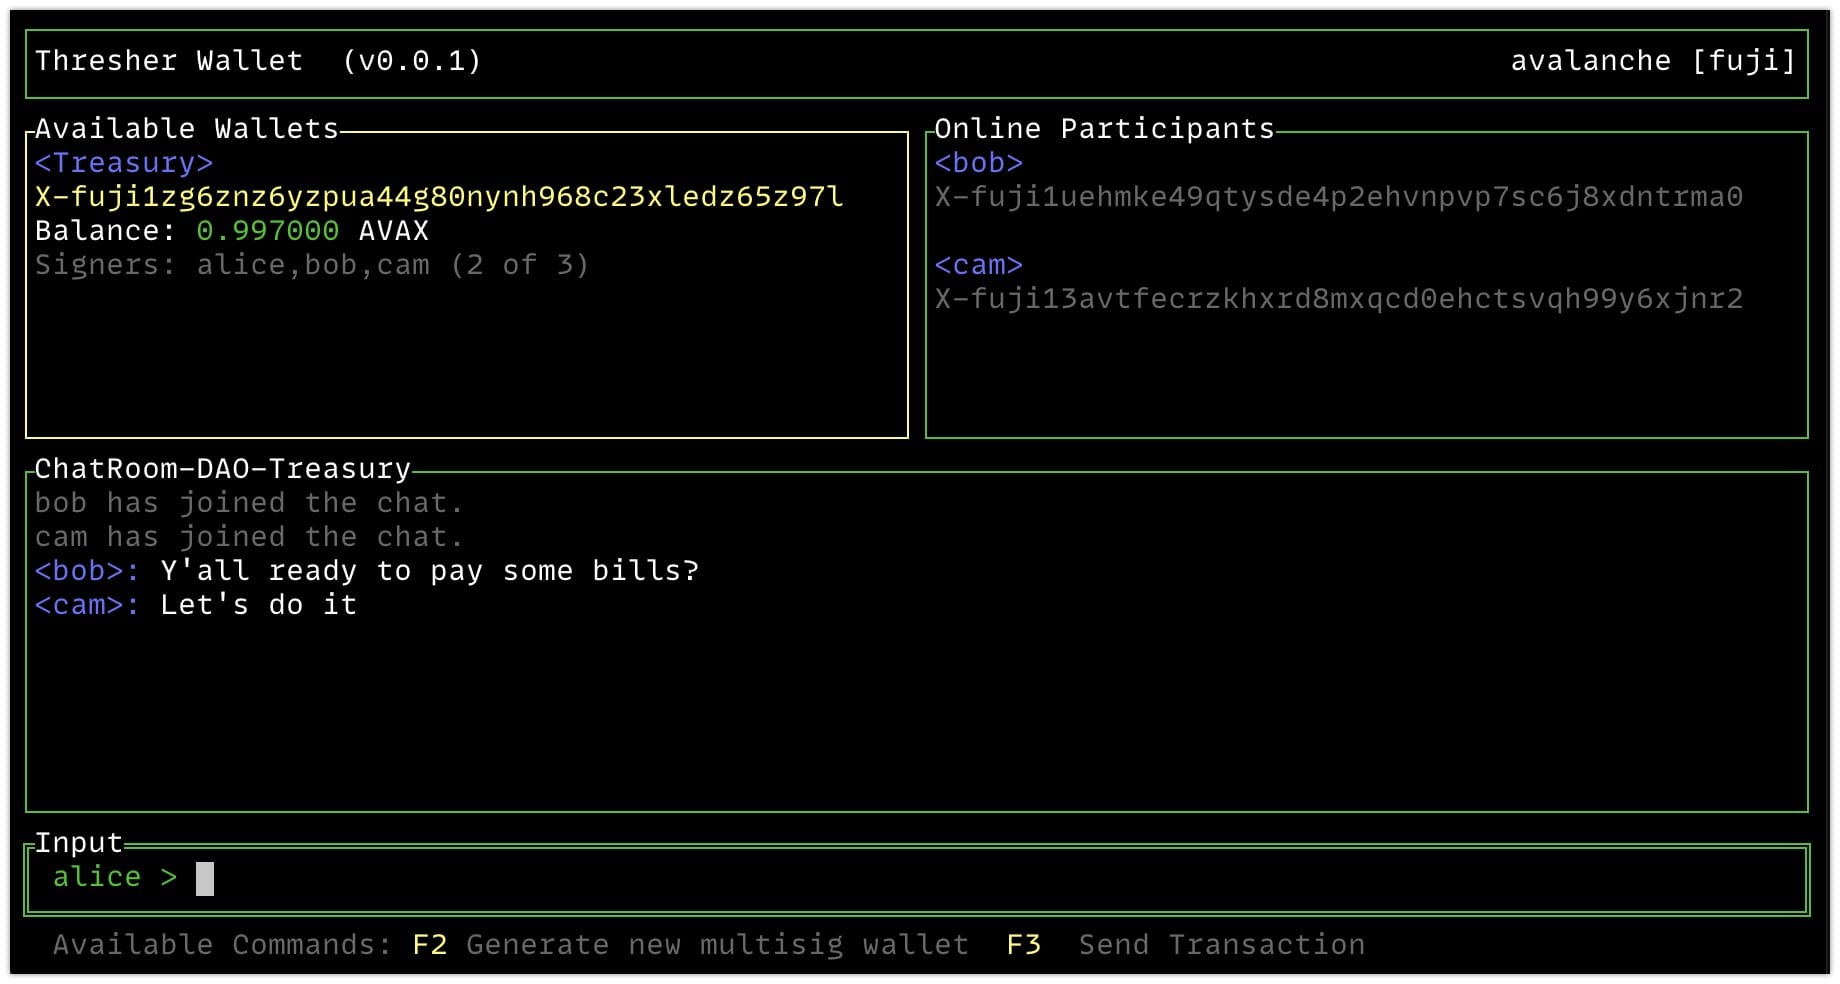 Thresher Wallet (v0.0.1) avalanche [fuji]
Available Wallets
<Treasury>
X-fuji1zg6znz6yzpua44g80nynh968c23xledz65z97l
Balance: 0.997000 AVAX
Signers: alice,bob,cam (2 of 3)
Online Participants
<bob>
X-fuji1uehmke49qtysde4p2ehvnpvp7sc6j8xdntrma0
<cam>
X-fuji13avtfecrzkhxrd8mxqcd0ehctsvqh99y6xjnr2
ChatRoom-DAO-Treasury
bob has joined the chat.
cam has joined the chat.
<bob>: Y'all ready to pay some bills?
<cam>: Let's do it
Input
alice >
Available Commands: F2 Generate new multisig wallet F3 Send Transaction